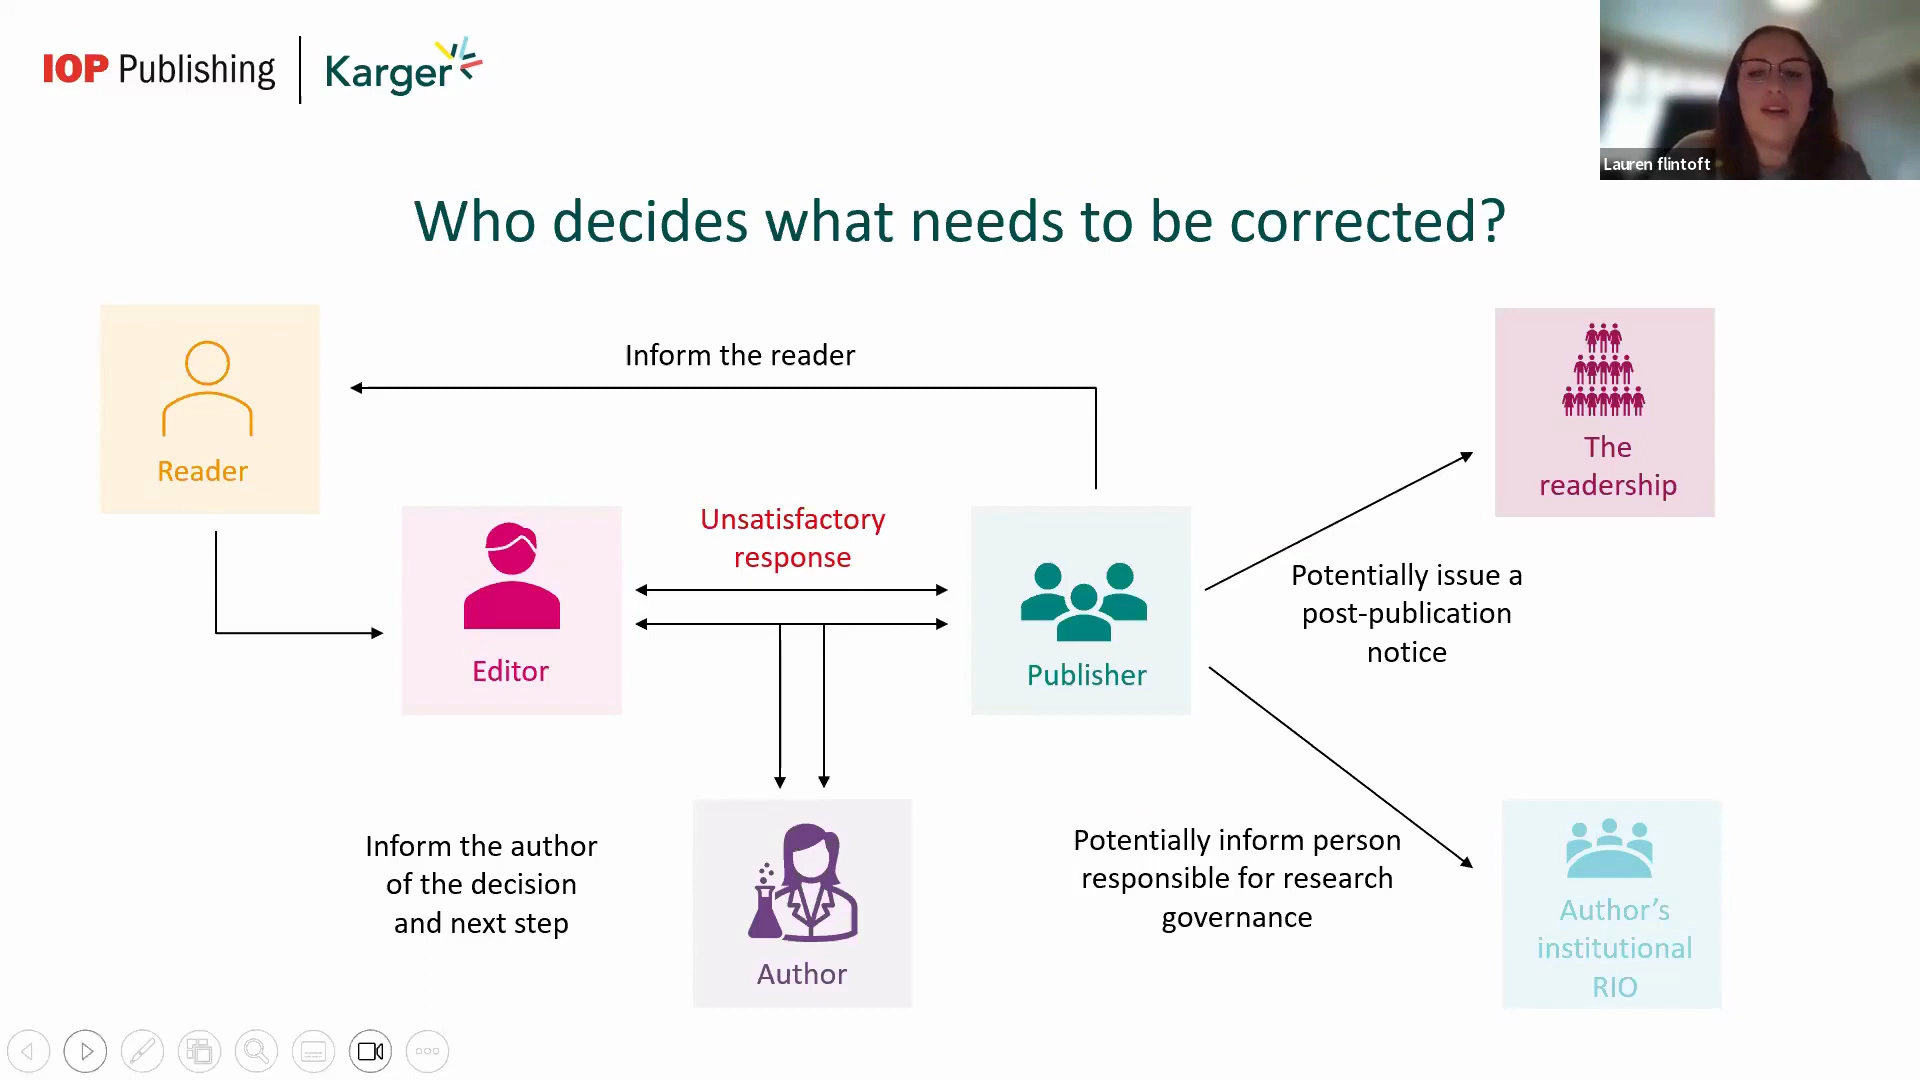 IOP Publishing
Karger
Lauren flintoft
Who decides what needs to be corrected?
Inform the reader
Reader
The
readership
Unsatisfactory
response
Editor
Publisher
Potentially issue a
post-publication
notice
Inform the author
of the decision
and next step
Author
Potentially inform person
responsible for research
governance
Author's
institutional
RIO